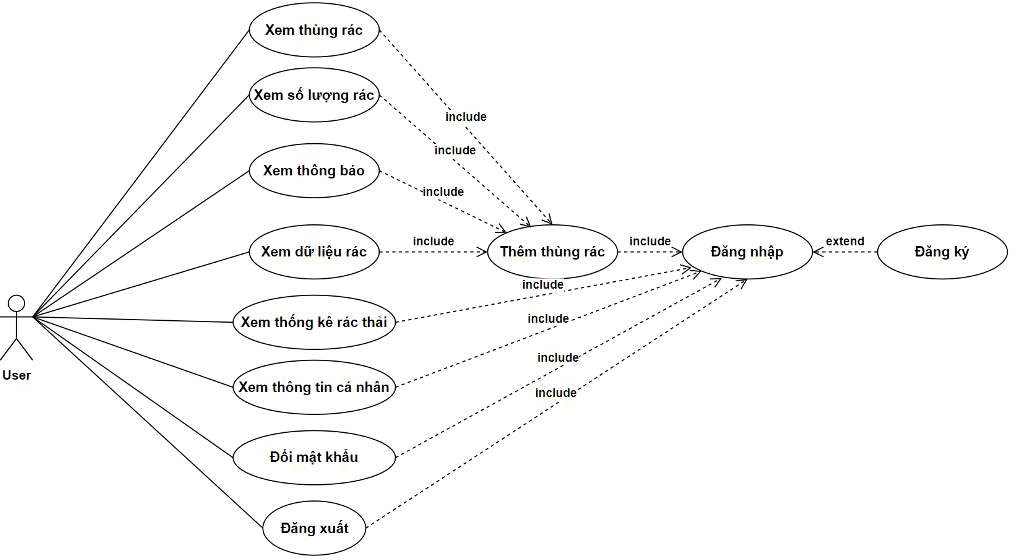 Xem thùng rác
Xem số lượng rác
include
include
Xem thông báo
include
Xem dữ liệu rác
include
Thêm thùng rác
include
Đăng nhập
extend
Đăng ký
include
Xem thống kê rác thải
include
User
Xem thông tin cá nhân
include
include
Đổi mật khẩu
Đăng xuất